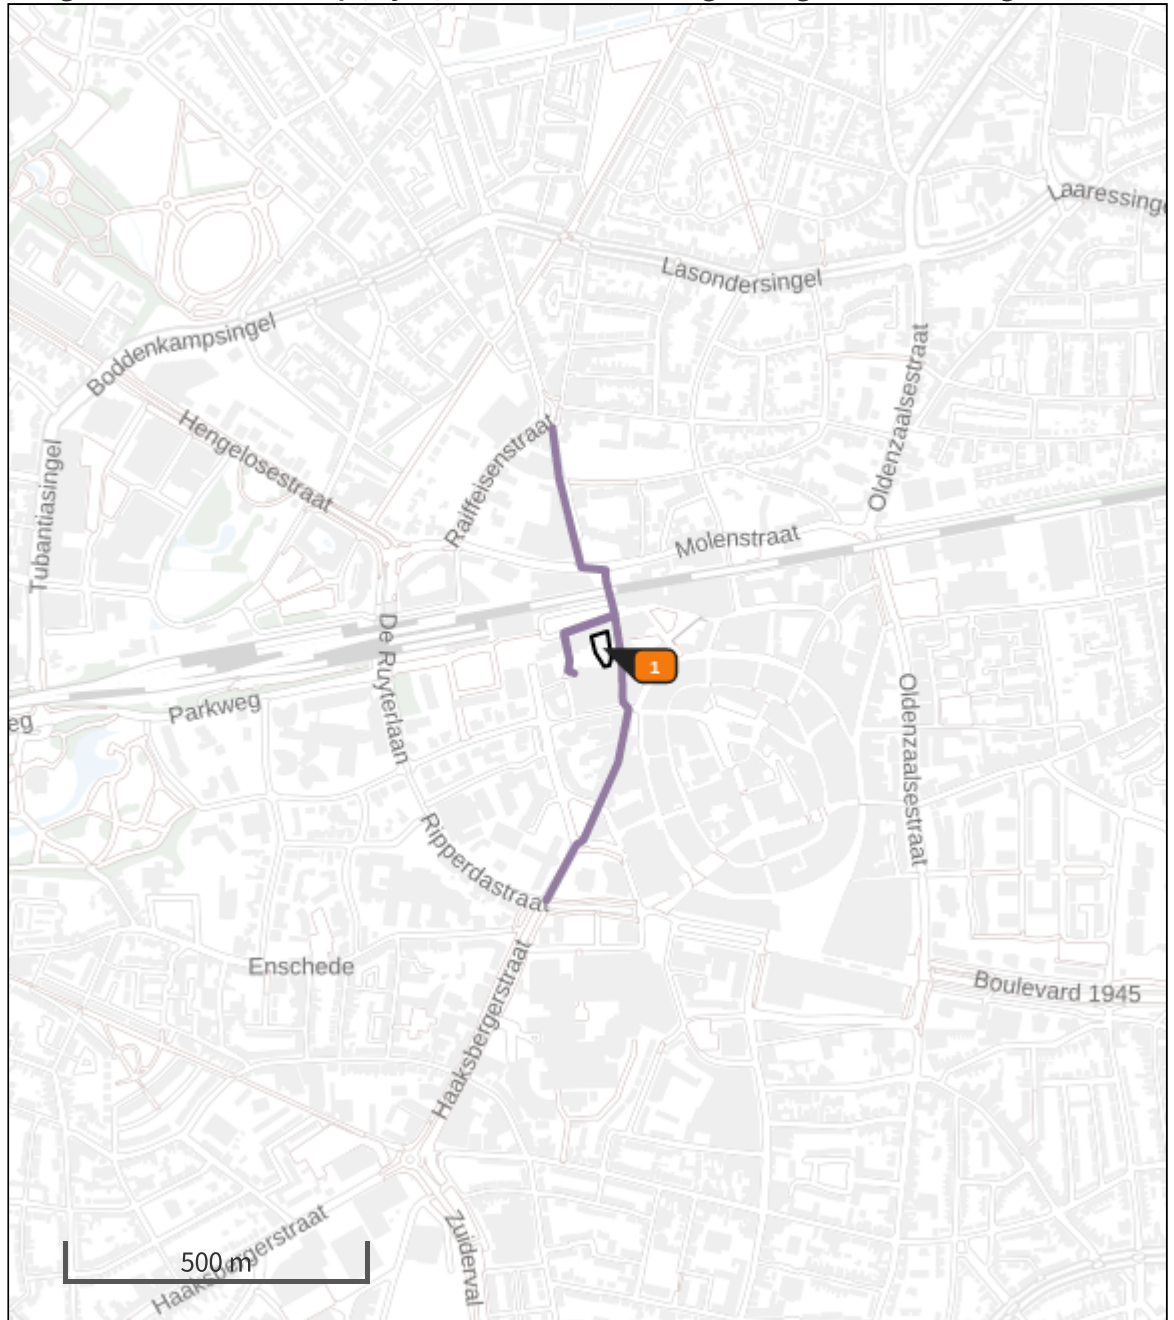 Laaressinge
Lasondersingel
Boddenkampsingel
Oldenzaalsestraat
Hengelosestraat
Raiffeisenstraat
Tubantiasingel
Molenstraat
De Ruyterlaan
1
Parkweg
eg
Oldenzaalsestraat
Ripperdastraat
Enschede
Haaksbergerstraat
Boulevard 1945
Zuiderval
Haaksbergerstraat
500 m